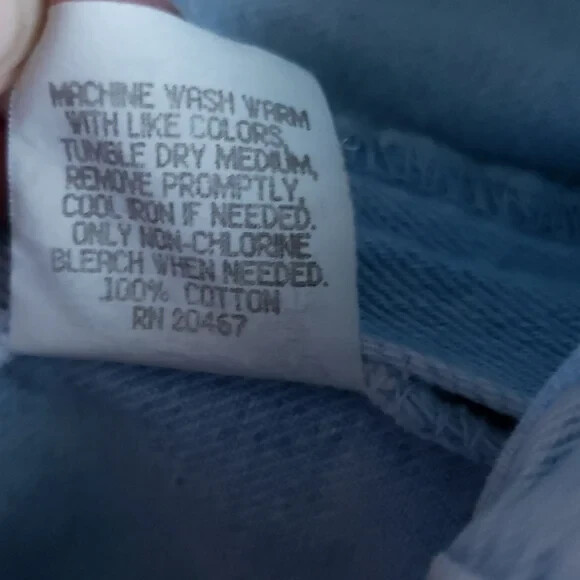 MACHINE WASH WARM
WITH LIKE COLORS,
TUMBLE DRY MEDIUM,
REMOVE PROMPTLY,
COOL IRON IF NEEDED.
ONLY NON-CHLORINE
BLEACH WHEN NEEDED.
100% COTTON
RN 20467